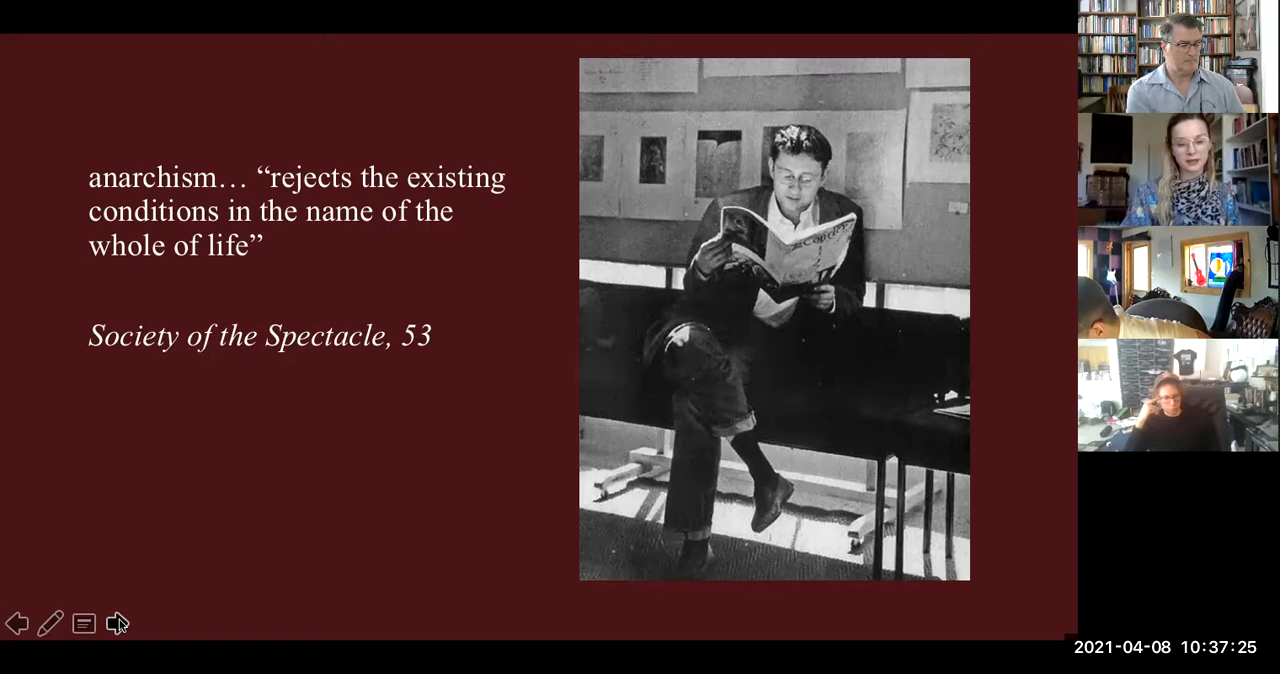 anarchism… “rejects the existing
conditions in the name of the
whole of life”
Society of the Spectacle, 53
2021-04-08 10:37:25